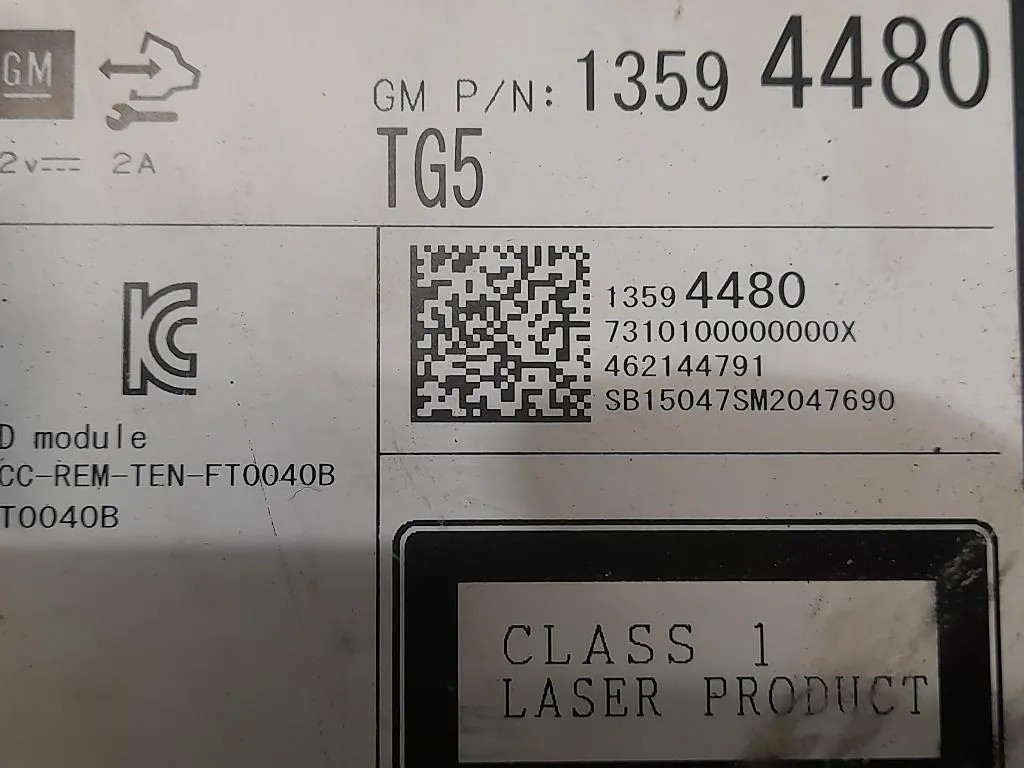 GM
GM P/N: 1359 4480
2V 2A
TG5
1359 4480
7310100000000X
462144791
SB15047SM2047690
D module
CC-REM-TEN-FT0040B
T0040B
CLASS 1
LASER PRODUCT